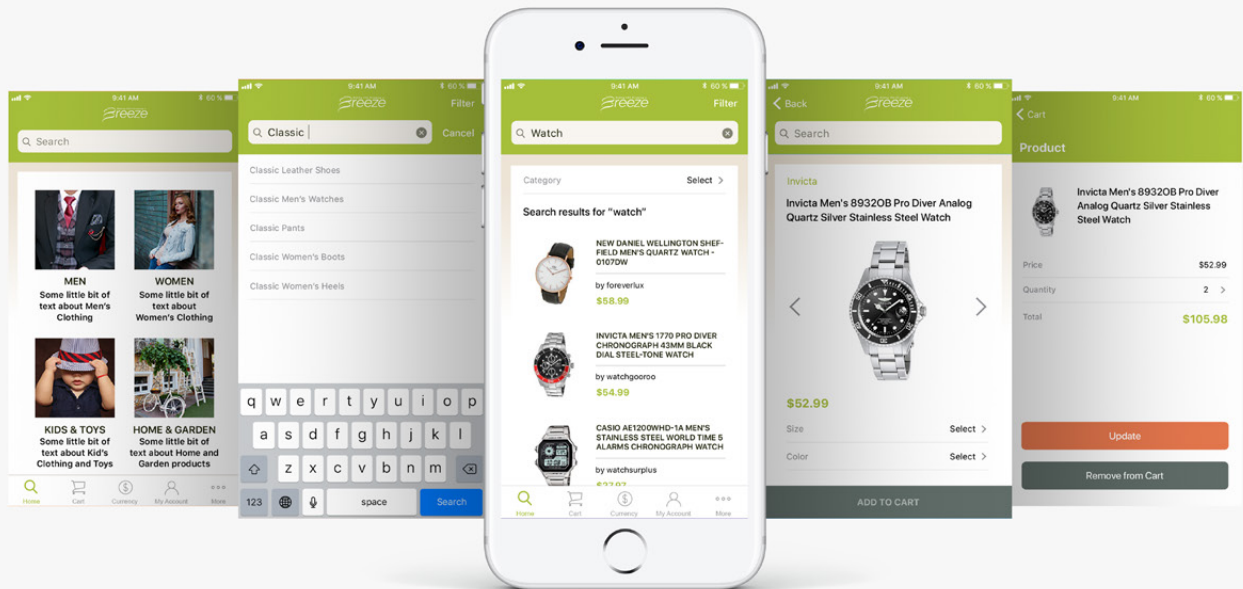 9:41 AM
60 %
Breeze
Search
MEN
Some little bit of
text about Men's
Clothing
WOMEN
Some little bit of
text about
Women's Clothing
KIDS & TOYS
Some little bit of
text about Kid's
Clothing and Toys
HOME & GARDEN
Some little bit of
text about Home and
Garden products
Home
Cart
Currency
My Account
More
9:41 AM
60 %
Breeze
Filter
Classic
Cancel
Classic Leather Shoes
Classic Men's Watches
Classic Pants
Classic Women's Boots
Classic Women's Heels
q w e r t y u i o p
a s d f g h j k l
z x c v b n m
123 space Search
9:41 AM
60 %
Breeze
Filter
Watch
Category Select >
Search results for "watch"
NEW DANIEL WELLINGTON SHEF-
FIELD MEN'S QUARTZ WATCH -
0107DW
by foreverlux
$58.99
INVICTA MEN'S 1770 PRO DIVER
CHRONOGRAPH 43MM BLACK
DIAL STEEL-TONE WATCH
by watchgooroo
$54.99
CASIO AE1200WHD-1A MEN'S
STAINLESS STEEL WORLD TIME 5
ALARMS CHRONOGRAPH WATCH
by watchsurplus
Home
Cart
Currency
My Account
More
9:41 AM
60 %
< Back
Breeze
Search
Invicta
Invicta Men's 8932OB Pro Diver Analog
Quartz Silver Stainless Steel Watch
$52.99
Size Select >
Color Select >
ADD TO CART
9:41 AM
60 %
< Cart
Product
Invicta Men's 8932OB Pro Diver
Analog Quartz Silver Stainless
Steel Watch
Price $52.99
Quantity 2 >
Total $105.98
Update
Remove from Cart